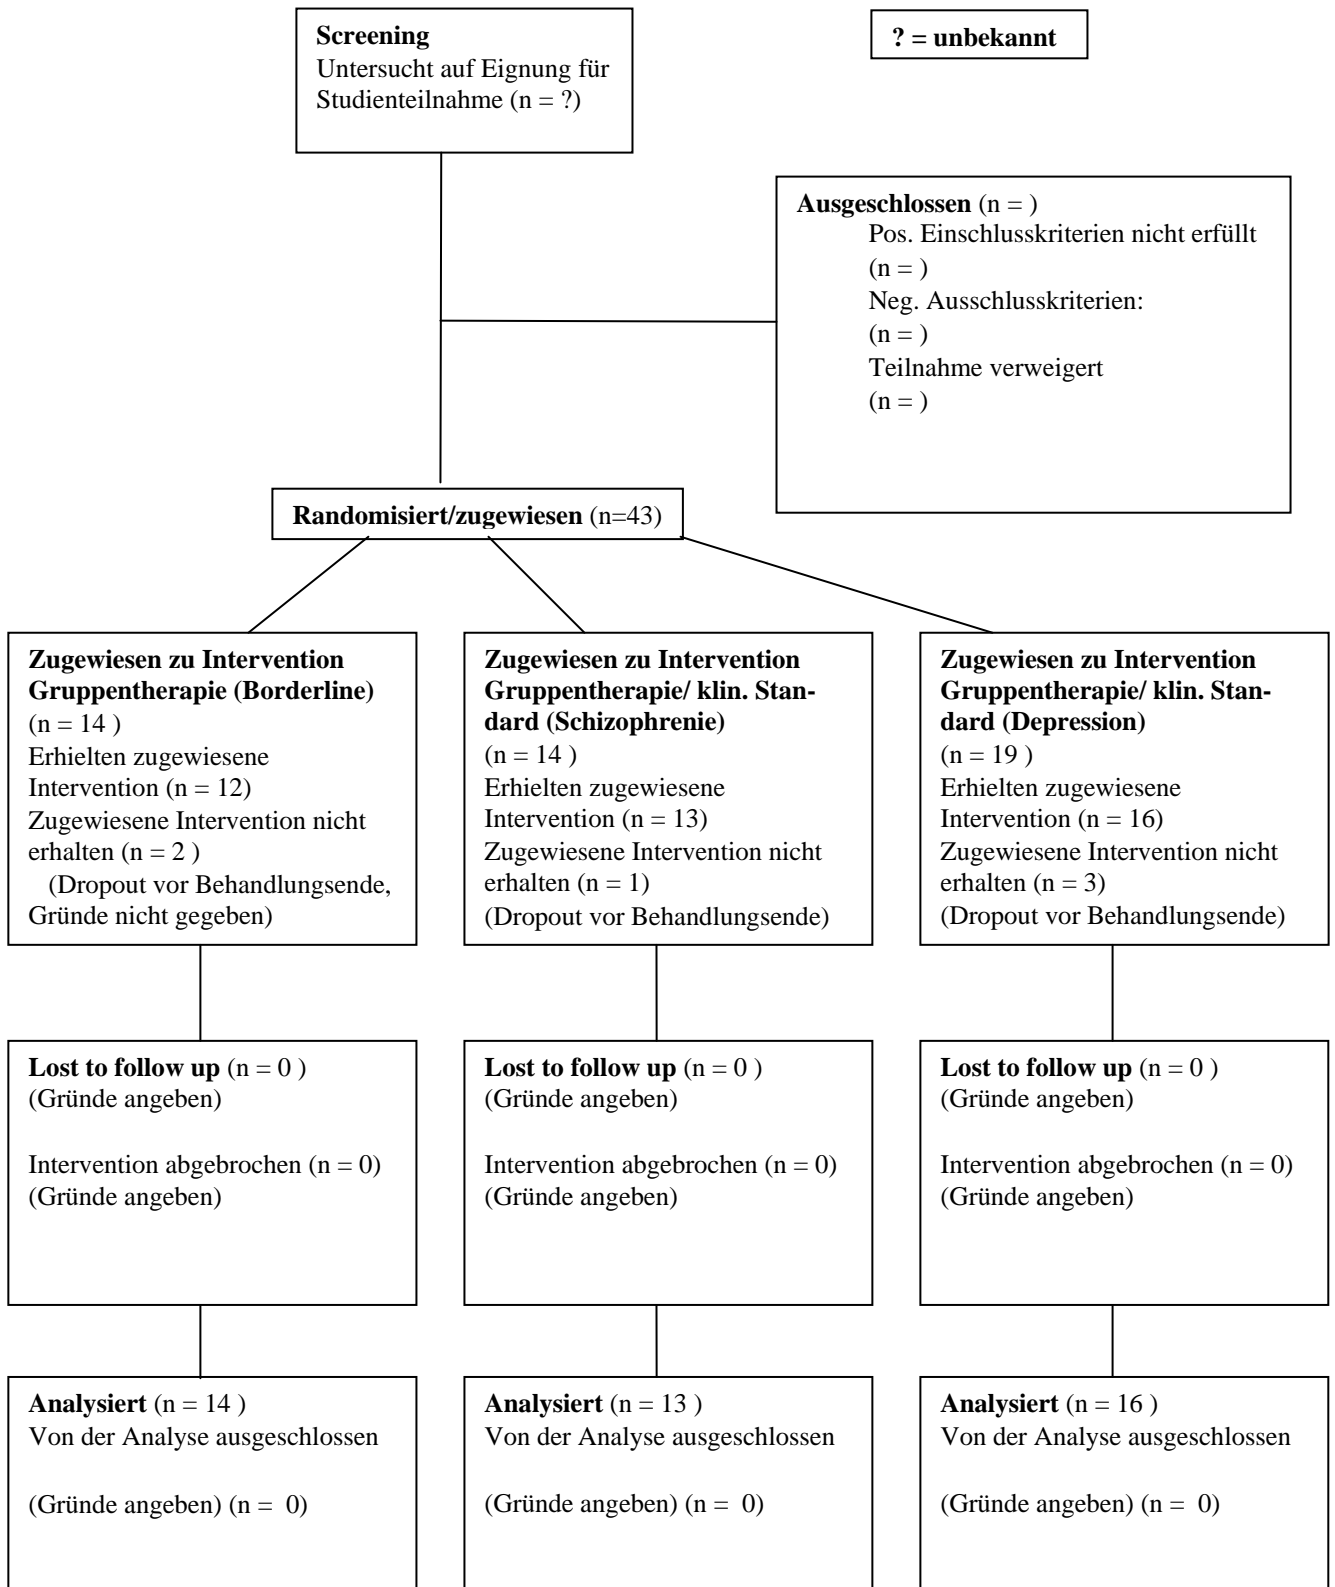 Screening
Untersucht auf Eignung für
Studienteilnahme (n = ?)
? = unbekannt
Ausgeschlossen (n = )
Pos. Einschlusskriterien nicht erfüllt
(n = )
Neg. Ausschlusskriterien:
(n = )
Teilnahme verweigert
(n = )
Randomisiert/zugewiesen (n=43)
Zugewiesen zu Intervention
Gruppentherapie (Borderline)
(n = 14 )
Erhielten zugewiesene
Intervention (n = 12)
Zugewiesene Intervention nicht
erhalten (n = 2 )
(Dropout vor Behandlungsende,
Gründe nicht gegeben)
Zugewiesen zu Intervention
Gruppentherapie/ klin. Stan-
dard (Schizophrenie)
(n = 14 )
Erhielten zugewiesene
Intervention (n = 13)
Zugewiesene Intervention nicht
erhalten (n = 1)
(Dropout vor Behandlungsende)
Zugewiesen zu Intervention
Gruppentherapie/ klin. Stan-
dard (Depression)
(n = 19 )
Erhielten zugewiesene
Intervention (n = 16)
Zugewiesene Intervention nicht
erhalten (n = 3)
(Dropout vor Behandlungsende)
Lost to follow up (n = 0 )
(Gründe angeben)
Intervention abgebrochen (n = 0)
(Gründe angeben)
Lost to follow up (n = 0 )
(Gründe angeben)
Intervention abgebrochen (n = 0)
(Gründe angeben)
Lost to follow up (n = 0 )
(Gründe angeben)
Intervention abgebrochen (n = 0)
(Gründe angeben)
Analysiert (n = 14 )
Von der Analyse ausgeschlossen
(Gründe angeben) (n =  0)
Analysiert (n = 13 )
Von der Analyse ausgeschlossen
(Gründe angeben) (n =  0)
Analysiert (n = 16 )
Von der Analyse ausgeschlossen
(Gründe angeben) (n =  0)